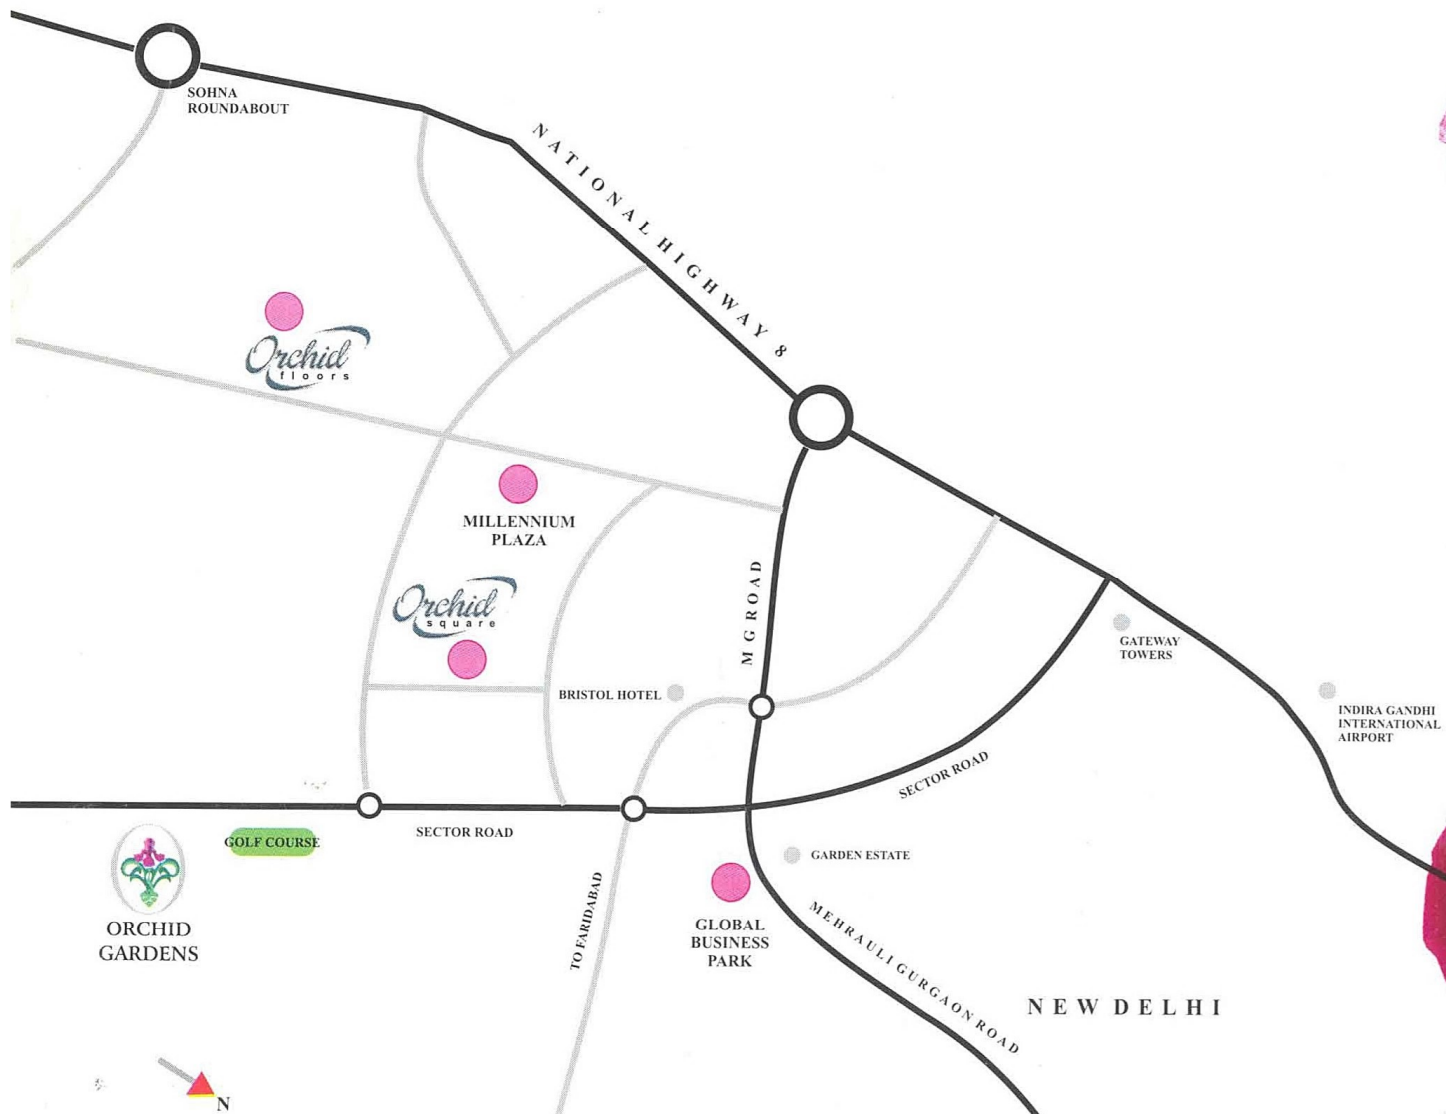 SOHNA
ROUNDABOUT
NATIONAL HIGHWAY 8
Orchid
floors
MILLENNIUM
PLAZA
Orchid
square
M G ROAD
BRISTOL HOTEL
GATEWAY
TOWERS
INDIRA GANDHI
INTERNATIONAL
AIRPORT
SECTOR ROAD
SECTOR ROAD
GOLF COURSE
GARDEN ESTATE
ORCHID
GARDENS
TO FARIDABAD
GLOBAL
BUSINESS
PARK
MEHRAULI GURGAON ROAD
NEW DELHI
N